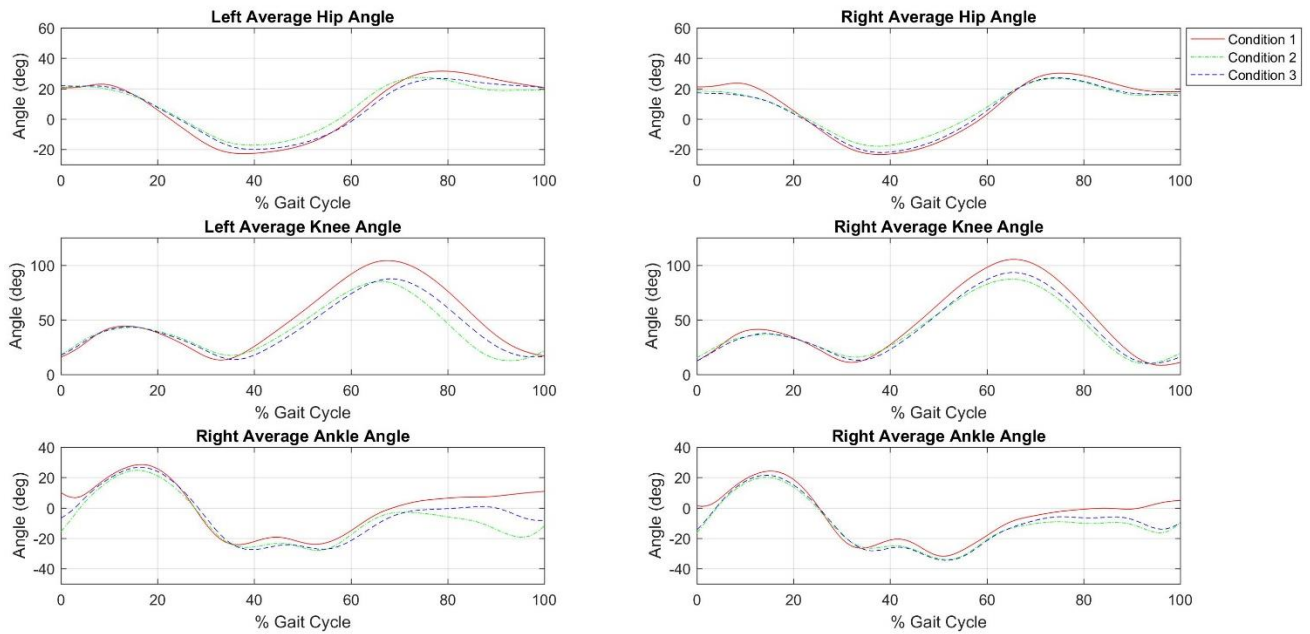 Left Average Hip Angle
60
40
20
0
-20
Angle (deg)
0 20 40 60 80 100
% Gait Cycle
Right Average Hip Angle
60
40
20
0
-20
Angle (deg)
0 20 40 60 80 100
% Gait Cycle
Condition 1
Condition 2
Condition 3
Left Average Knee Angle
100
50
0
Angle (deg)
0 20 40 60 80 100
% Gait Cycle
Right Average Knee Angle
100
50
0
Angle (deg)
0 20 40 60 80 100
% Gait Cycle
Right Average Ankle Angle
40
20
0
-20
-40
Angle (deg)
0 20 40 60 80 100
% Gait Cycle
Right Average Ankle Angle
40
20
0
-20
-40
Angle (deg)
0 20 40 60 80 100
% Gait Cycle